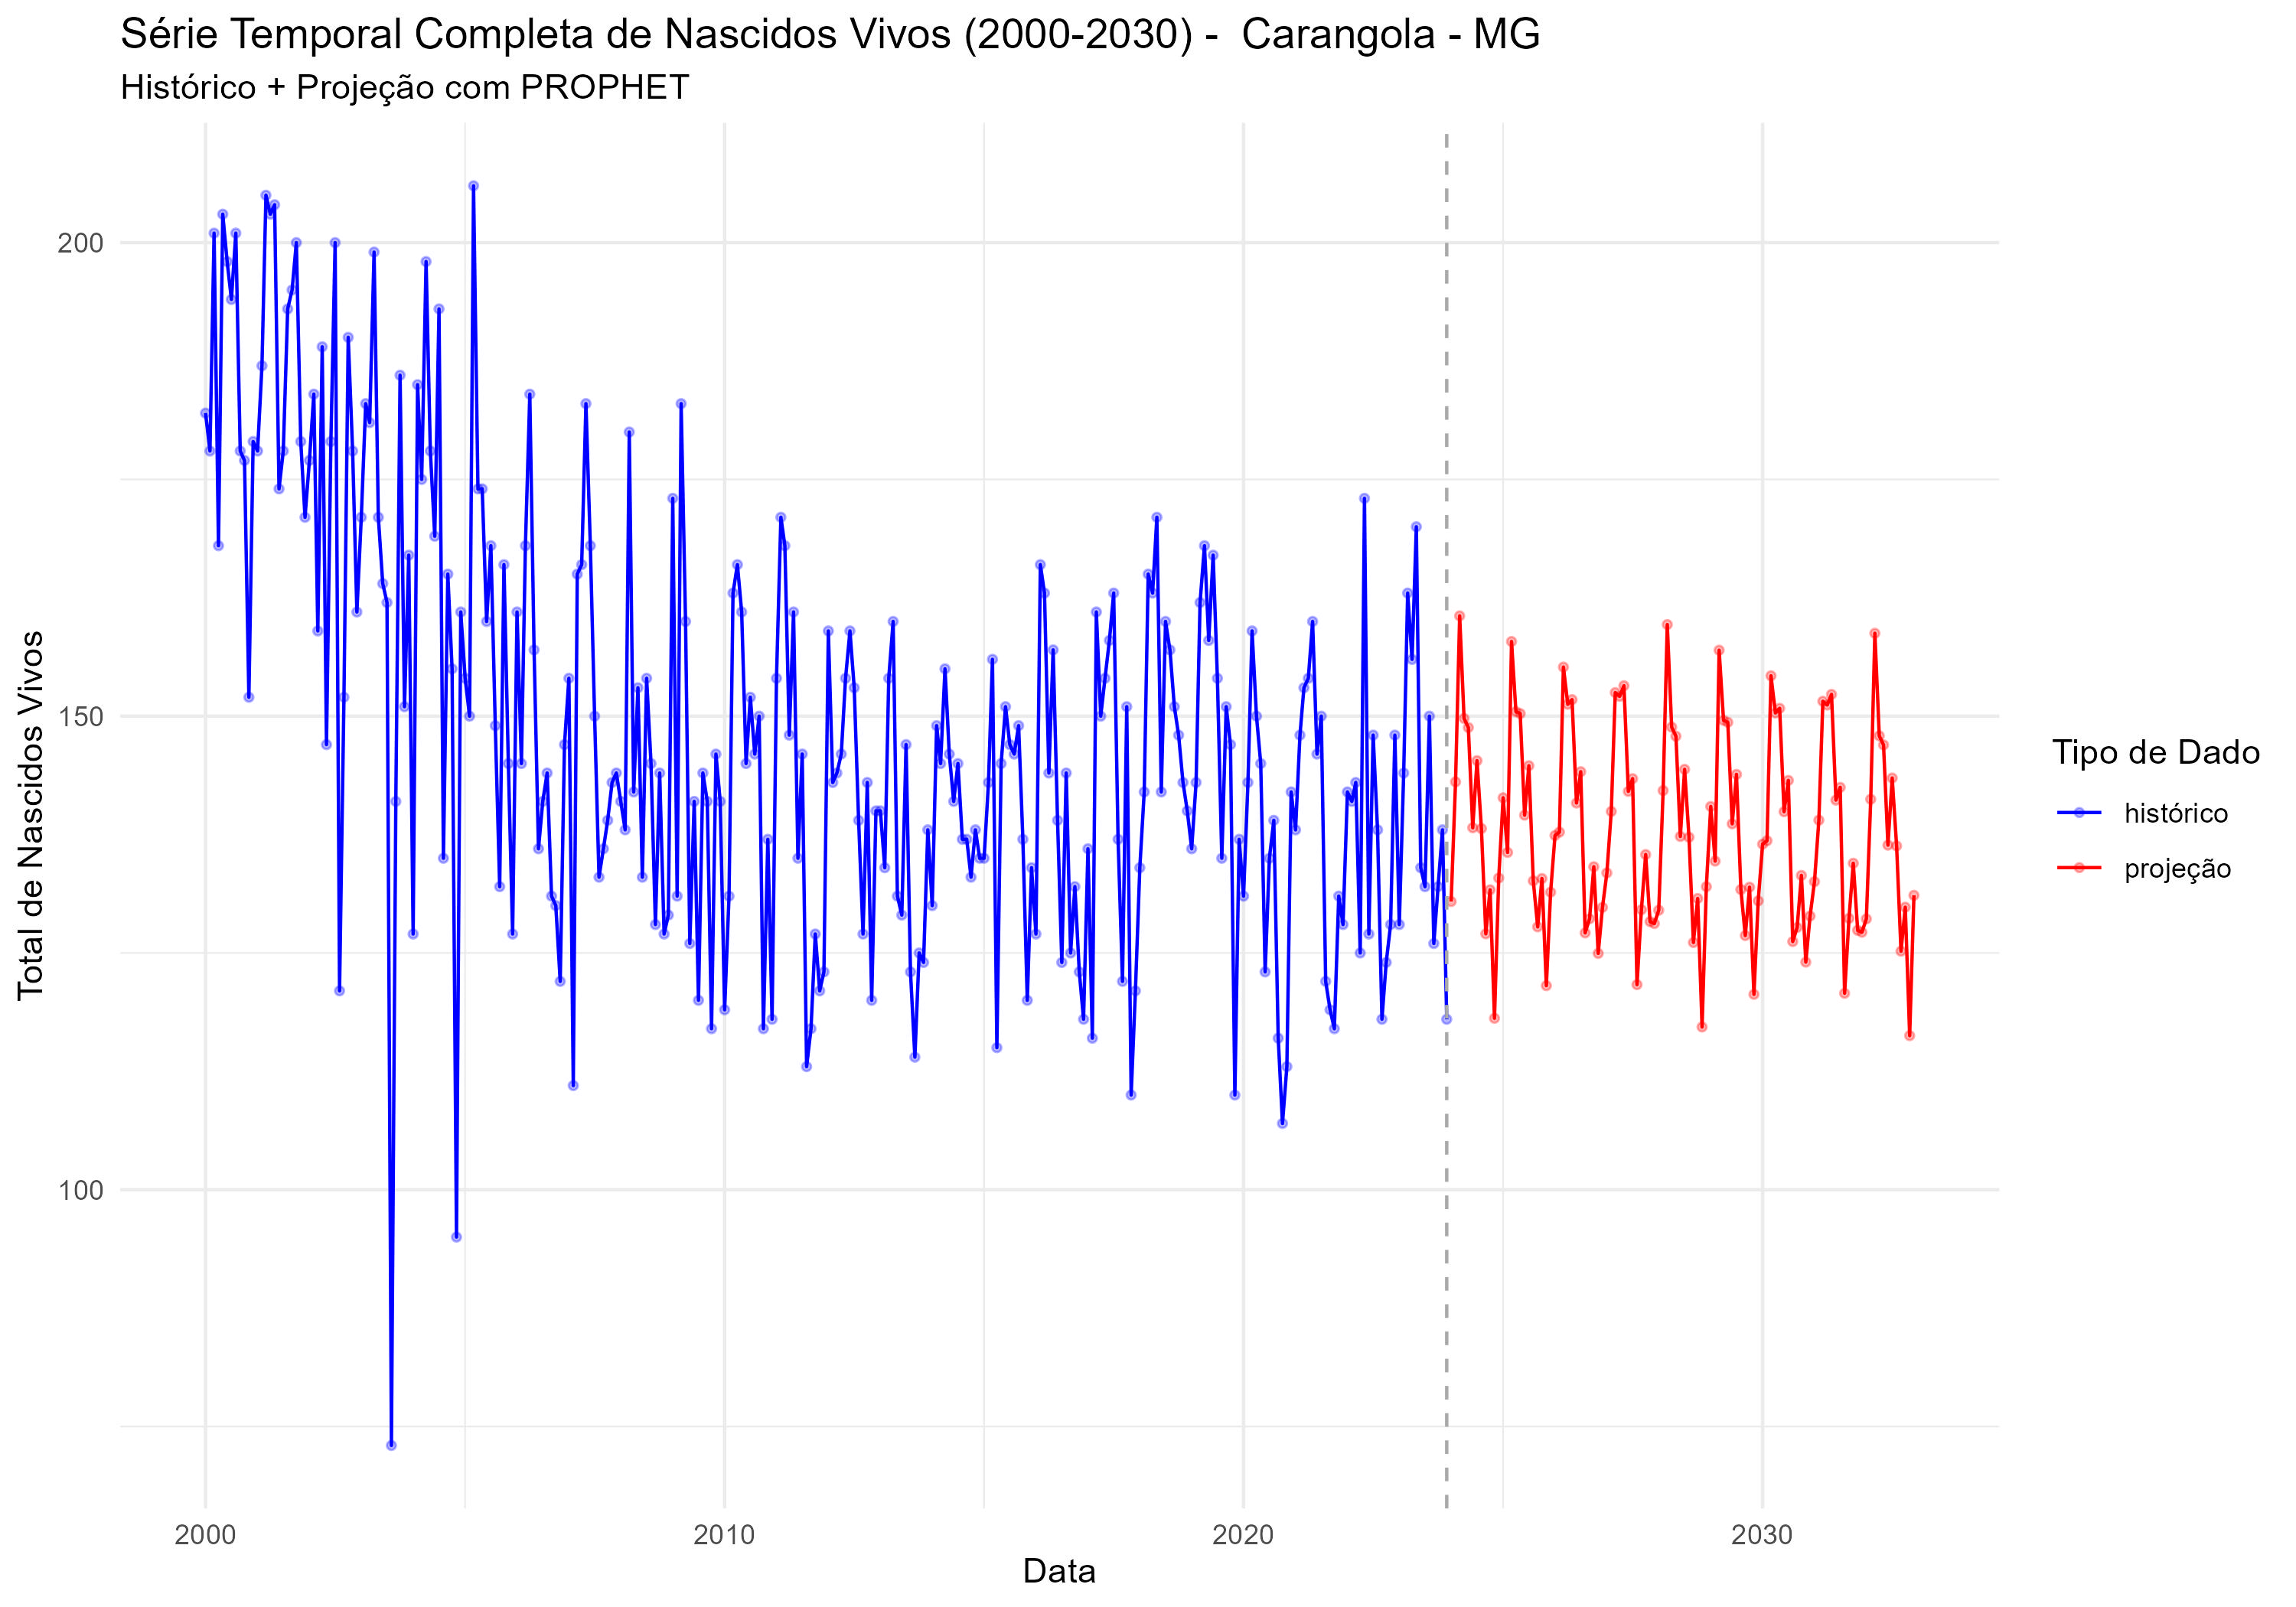 Série Temporal Completa de Nascidos Vivos (2000-2030) -  Carangola - MG
Histórico + Projeção com PROPHET
Total de Nascidos Vivos
200
150
100
2000
2010
2020
2030
Data
Tipo de Dado
histórico
projeção